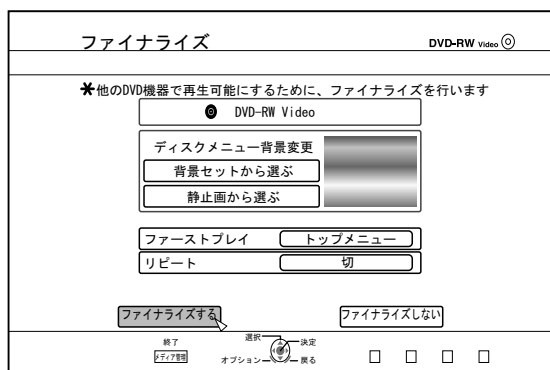 ファイナライズ
DVD-RW Video
✱他のDVD機器で再生可能にするために、ファイナライズを行います
DVD-RW Video
ディスクメニュー背景変更
背景セットから選ぶ
静止画から選ぶ
ファーストプレイ トップメニュー
リピート 切
ファイナライズする ファイナライズしない
終了 選択 決定
メディア管理 オプション 戻る